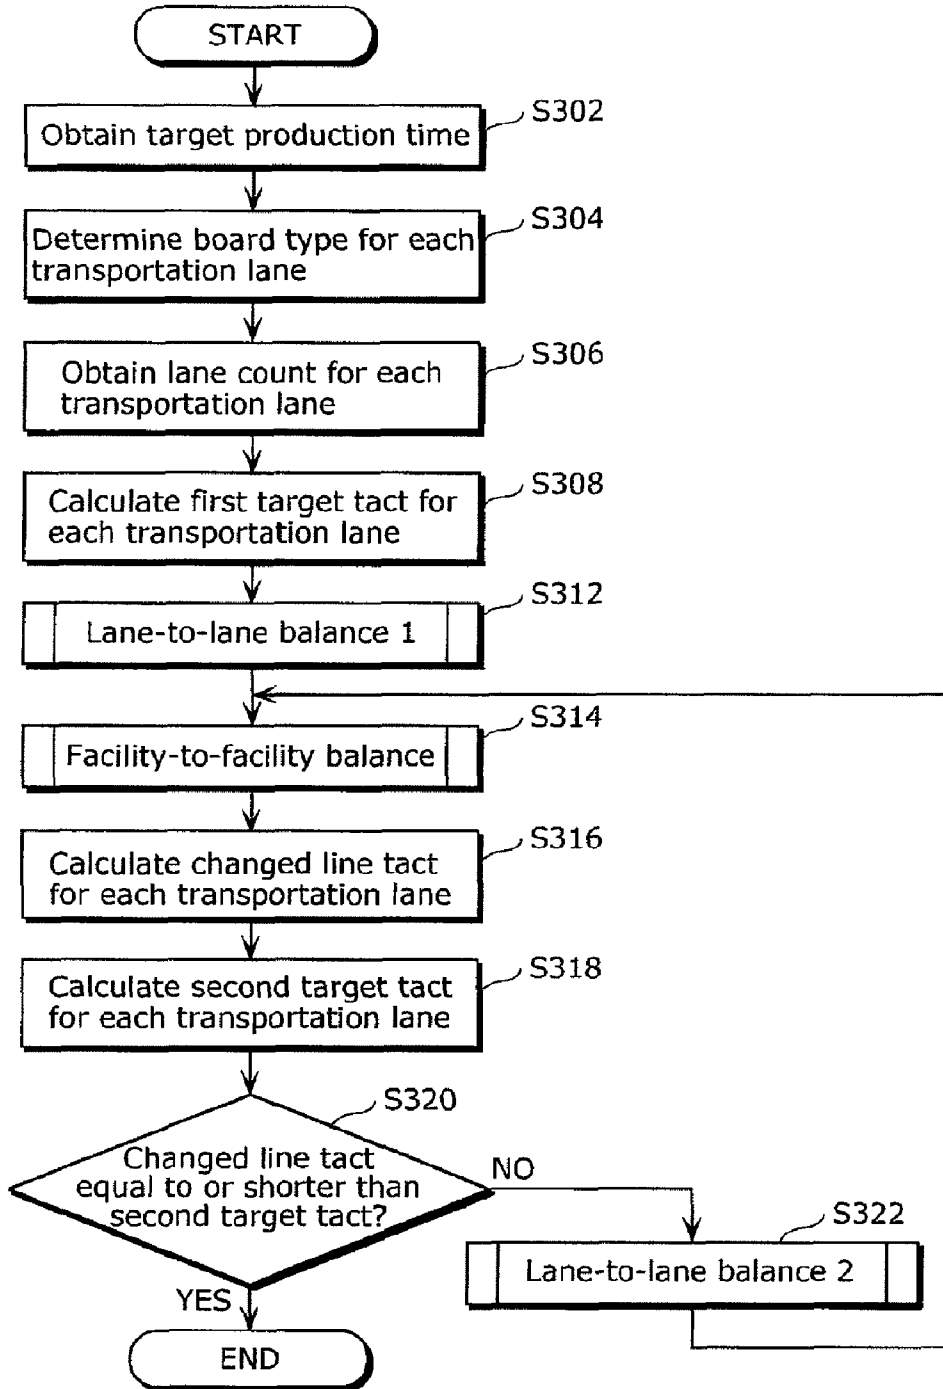 START
S302
Obtain target production time
S304
Determine board type for each
transportation lane
S306
Obtain lane count for each
transportation lane
S308
Calculate first target tact for
each transportation lane
S312
Lane-to-lane balance 1
S314
Facility-to-facility balance
S316
Calculate changed line tact
for each transportation lane
S318
Calculate second target tact
for each transportation lane
S320
Changed line tact
equal to or shorter than
second target tact?
NO
S322
Lane-to-lane balance 2
YES
END